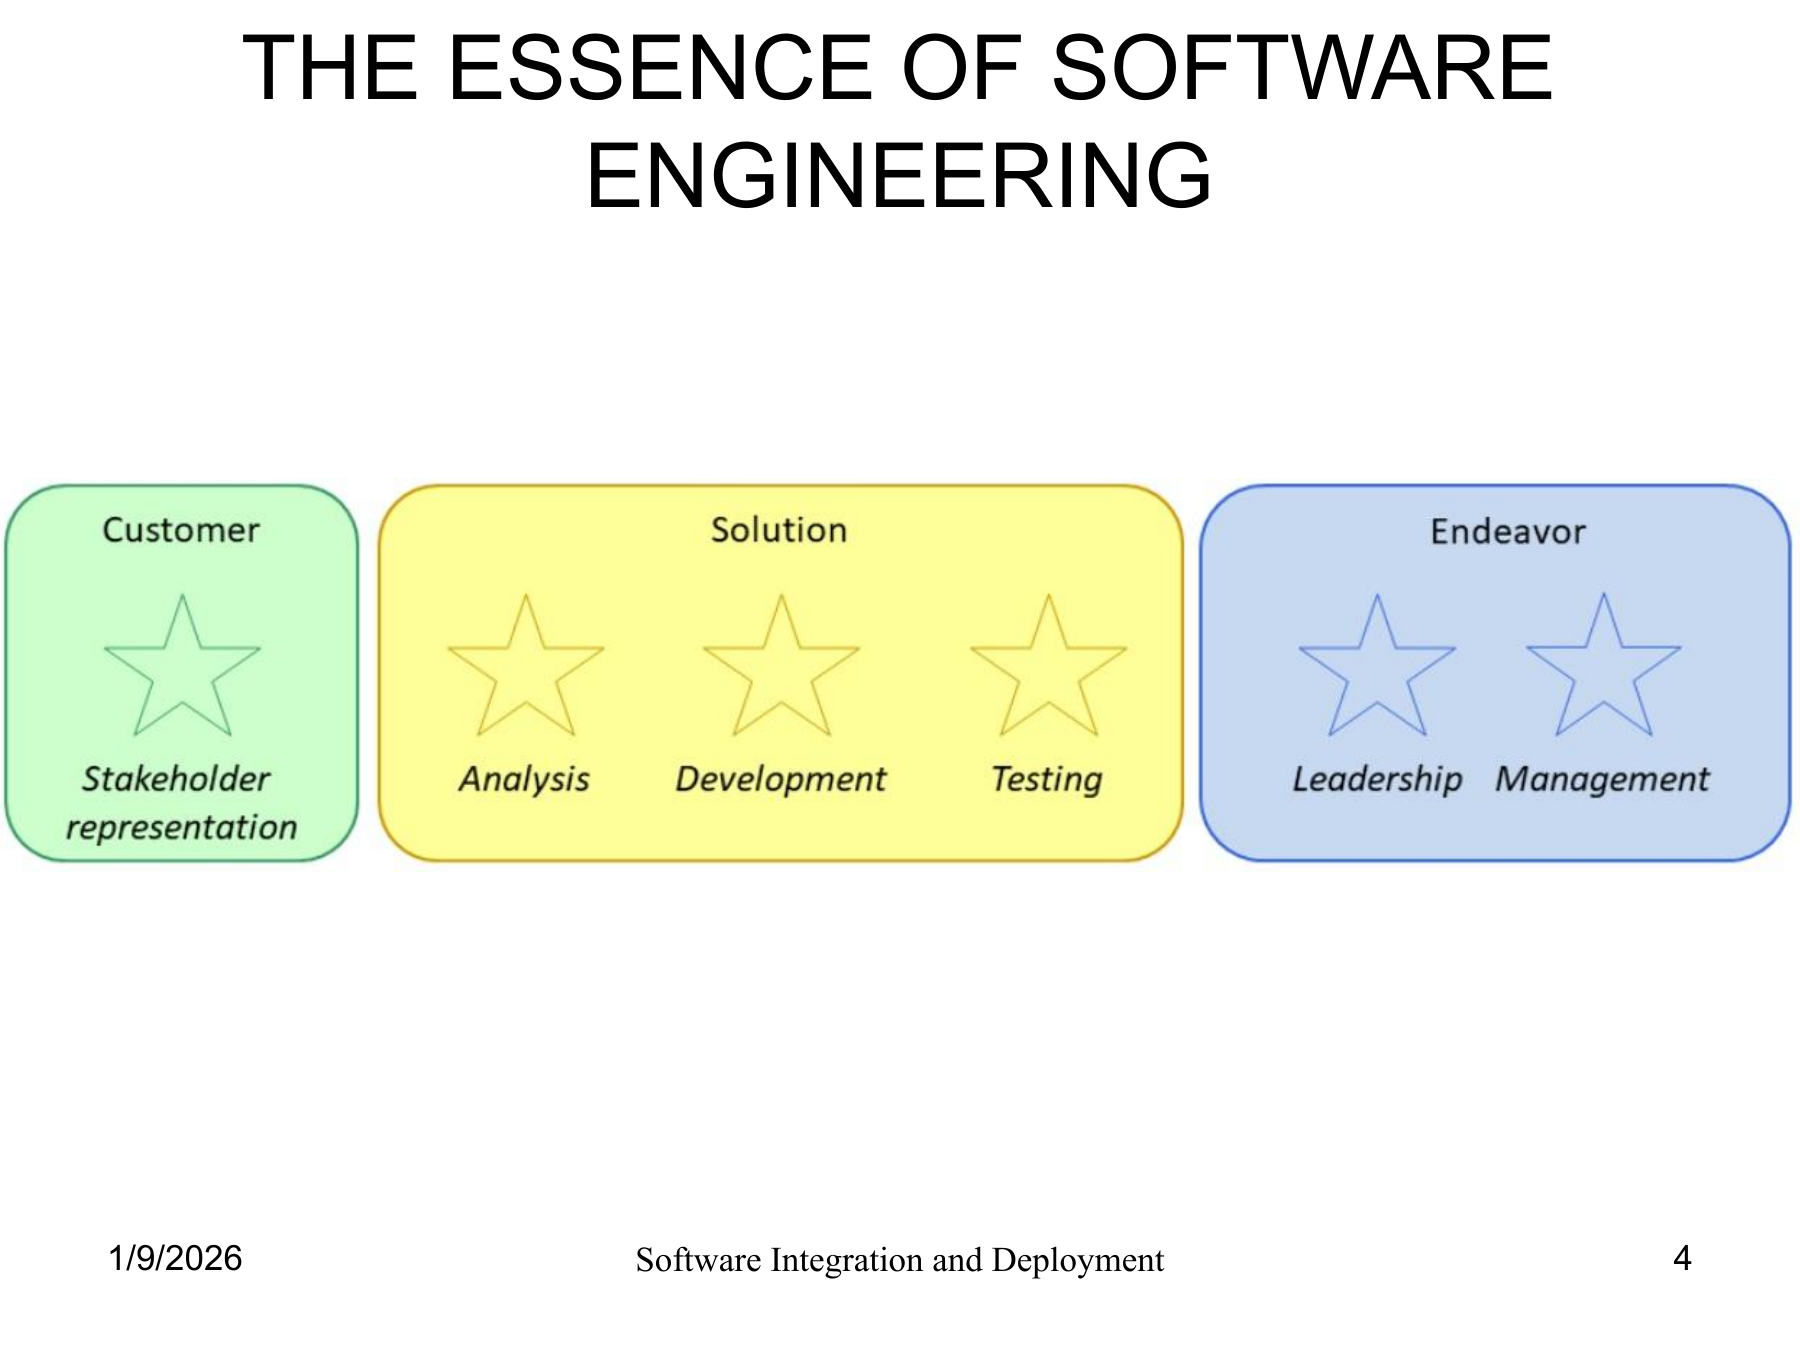 THE ESSENCE OF SOFTWARE
ENGINEERING
Customer
Stakeholder
representation
Solution
Analysis
Development
Testing
Endeavor
Leadership
Management
1/9/2026
Software Integration and Deployment
4